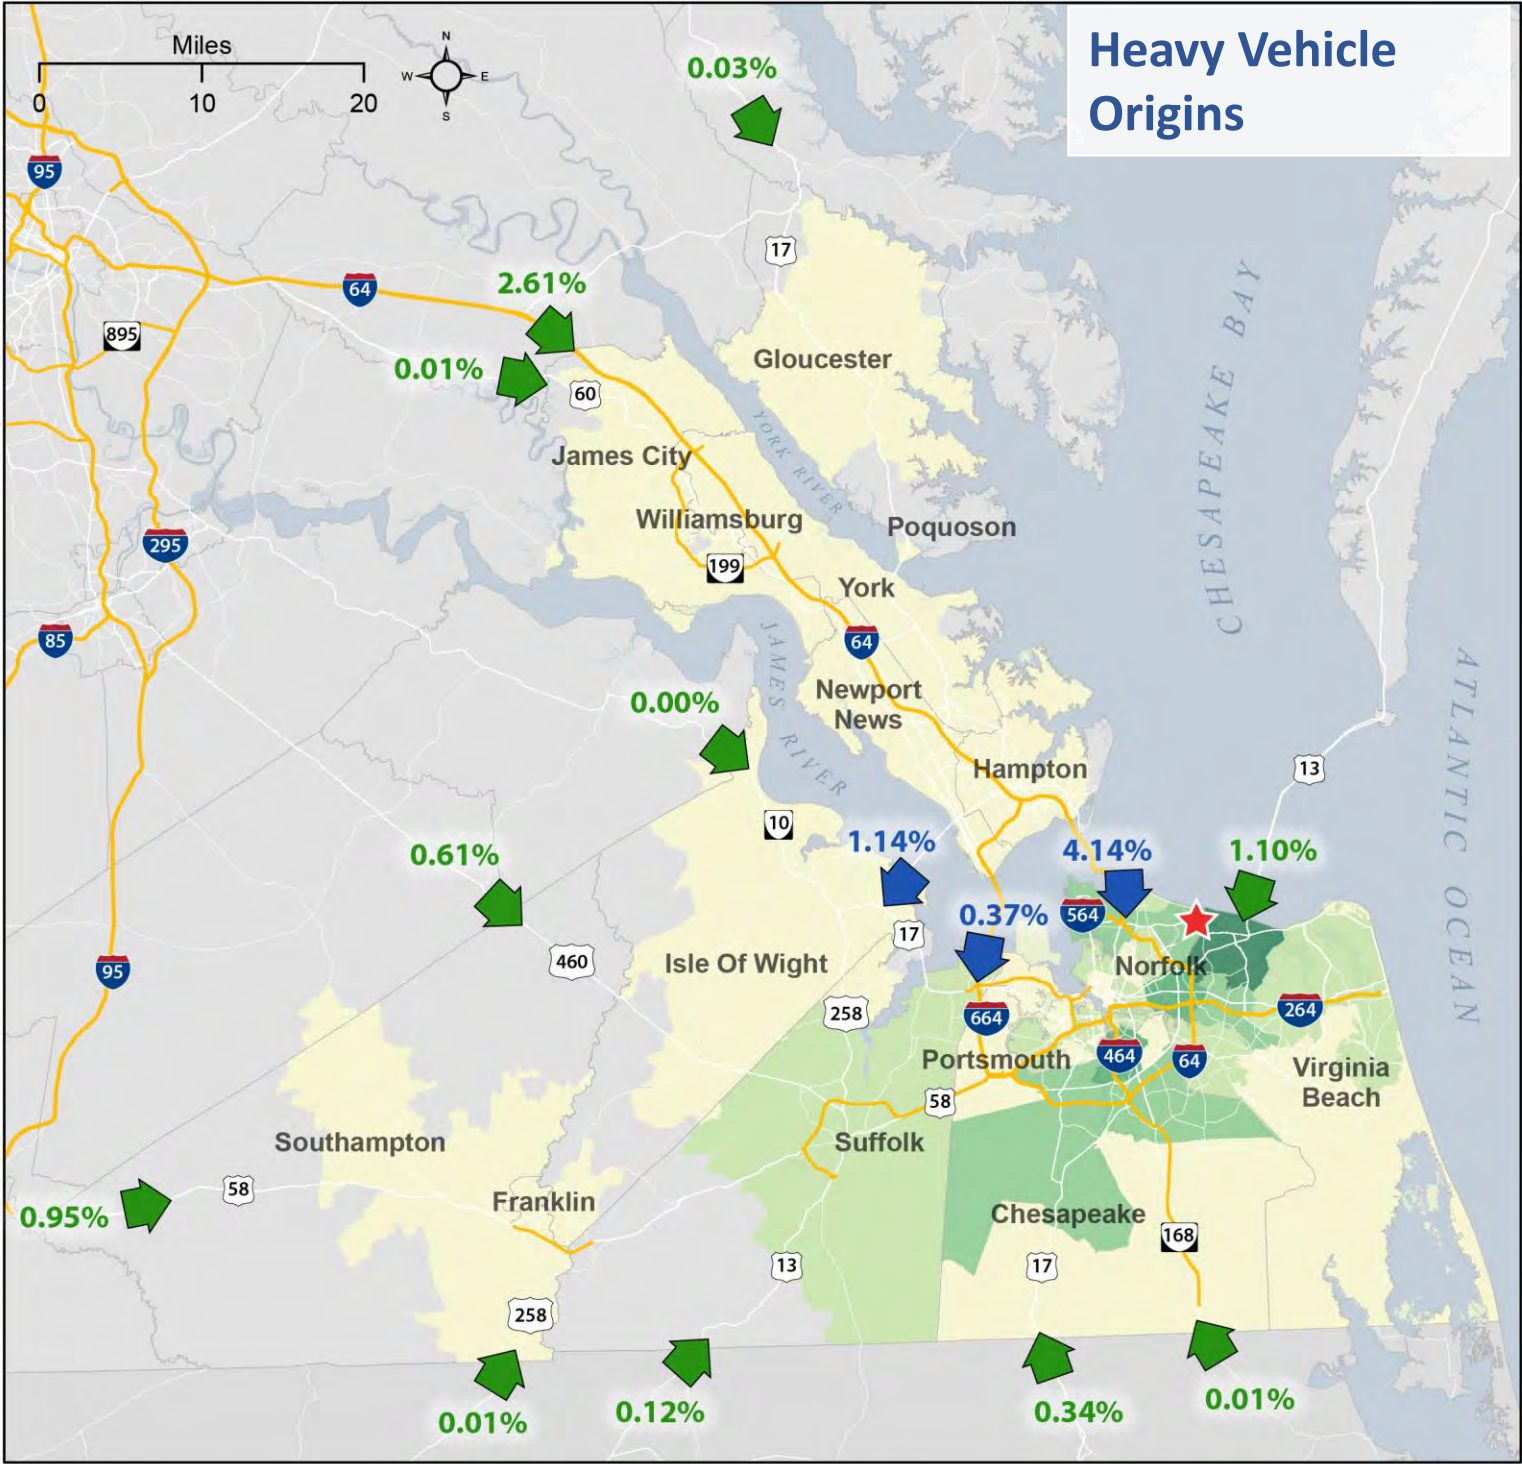 Heavy Vehicle
Origins
Miles
0
10
20
N
W
E
S
0.03%
95
17
2.61%
64
895
0.01%
60
Gloucester
CHESAPEAKE BAY
YORK RIVER
James City
Williamsburg
Poquoson
295
199
York
85
64
JAMES RIVER
ATLANTIC OCEAN
0.00%
Newport
News
Hampton
13
10
0.61%
1.14%
4.14%
1.10%
0.37%
564
17
95
460
Isle Of Wight
Norfolk
258
664
264
Portsmouth
464
64
Virginia
Beach
58
Southampton
Suffolk
58
Franklin
0.95%
Chesapeake
168
13
17
258
0.01%
0.12%
0.34%
0.01%